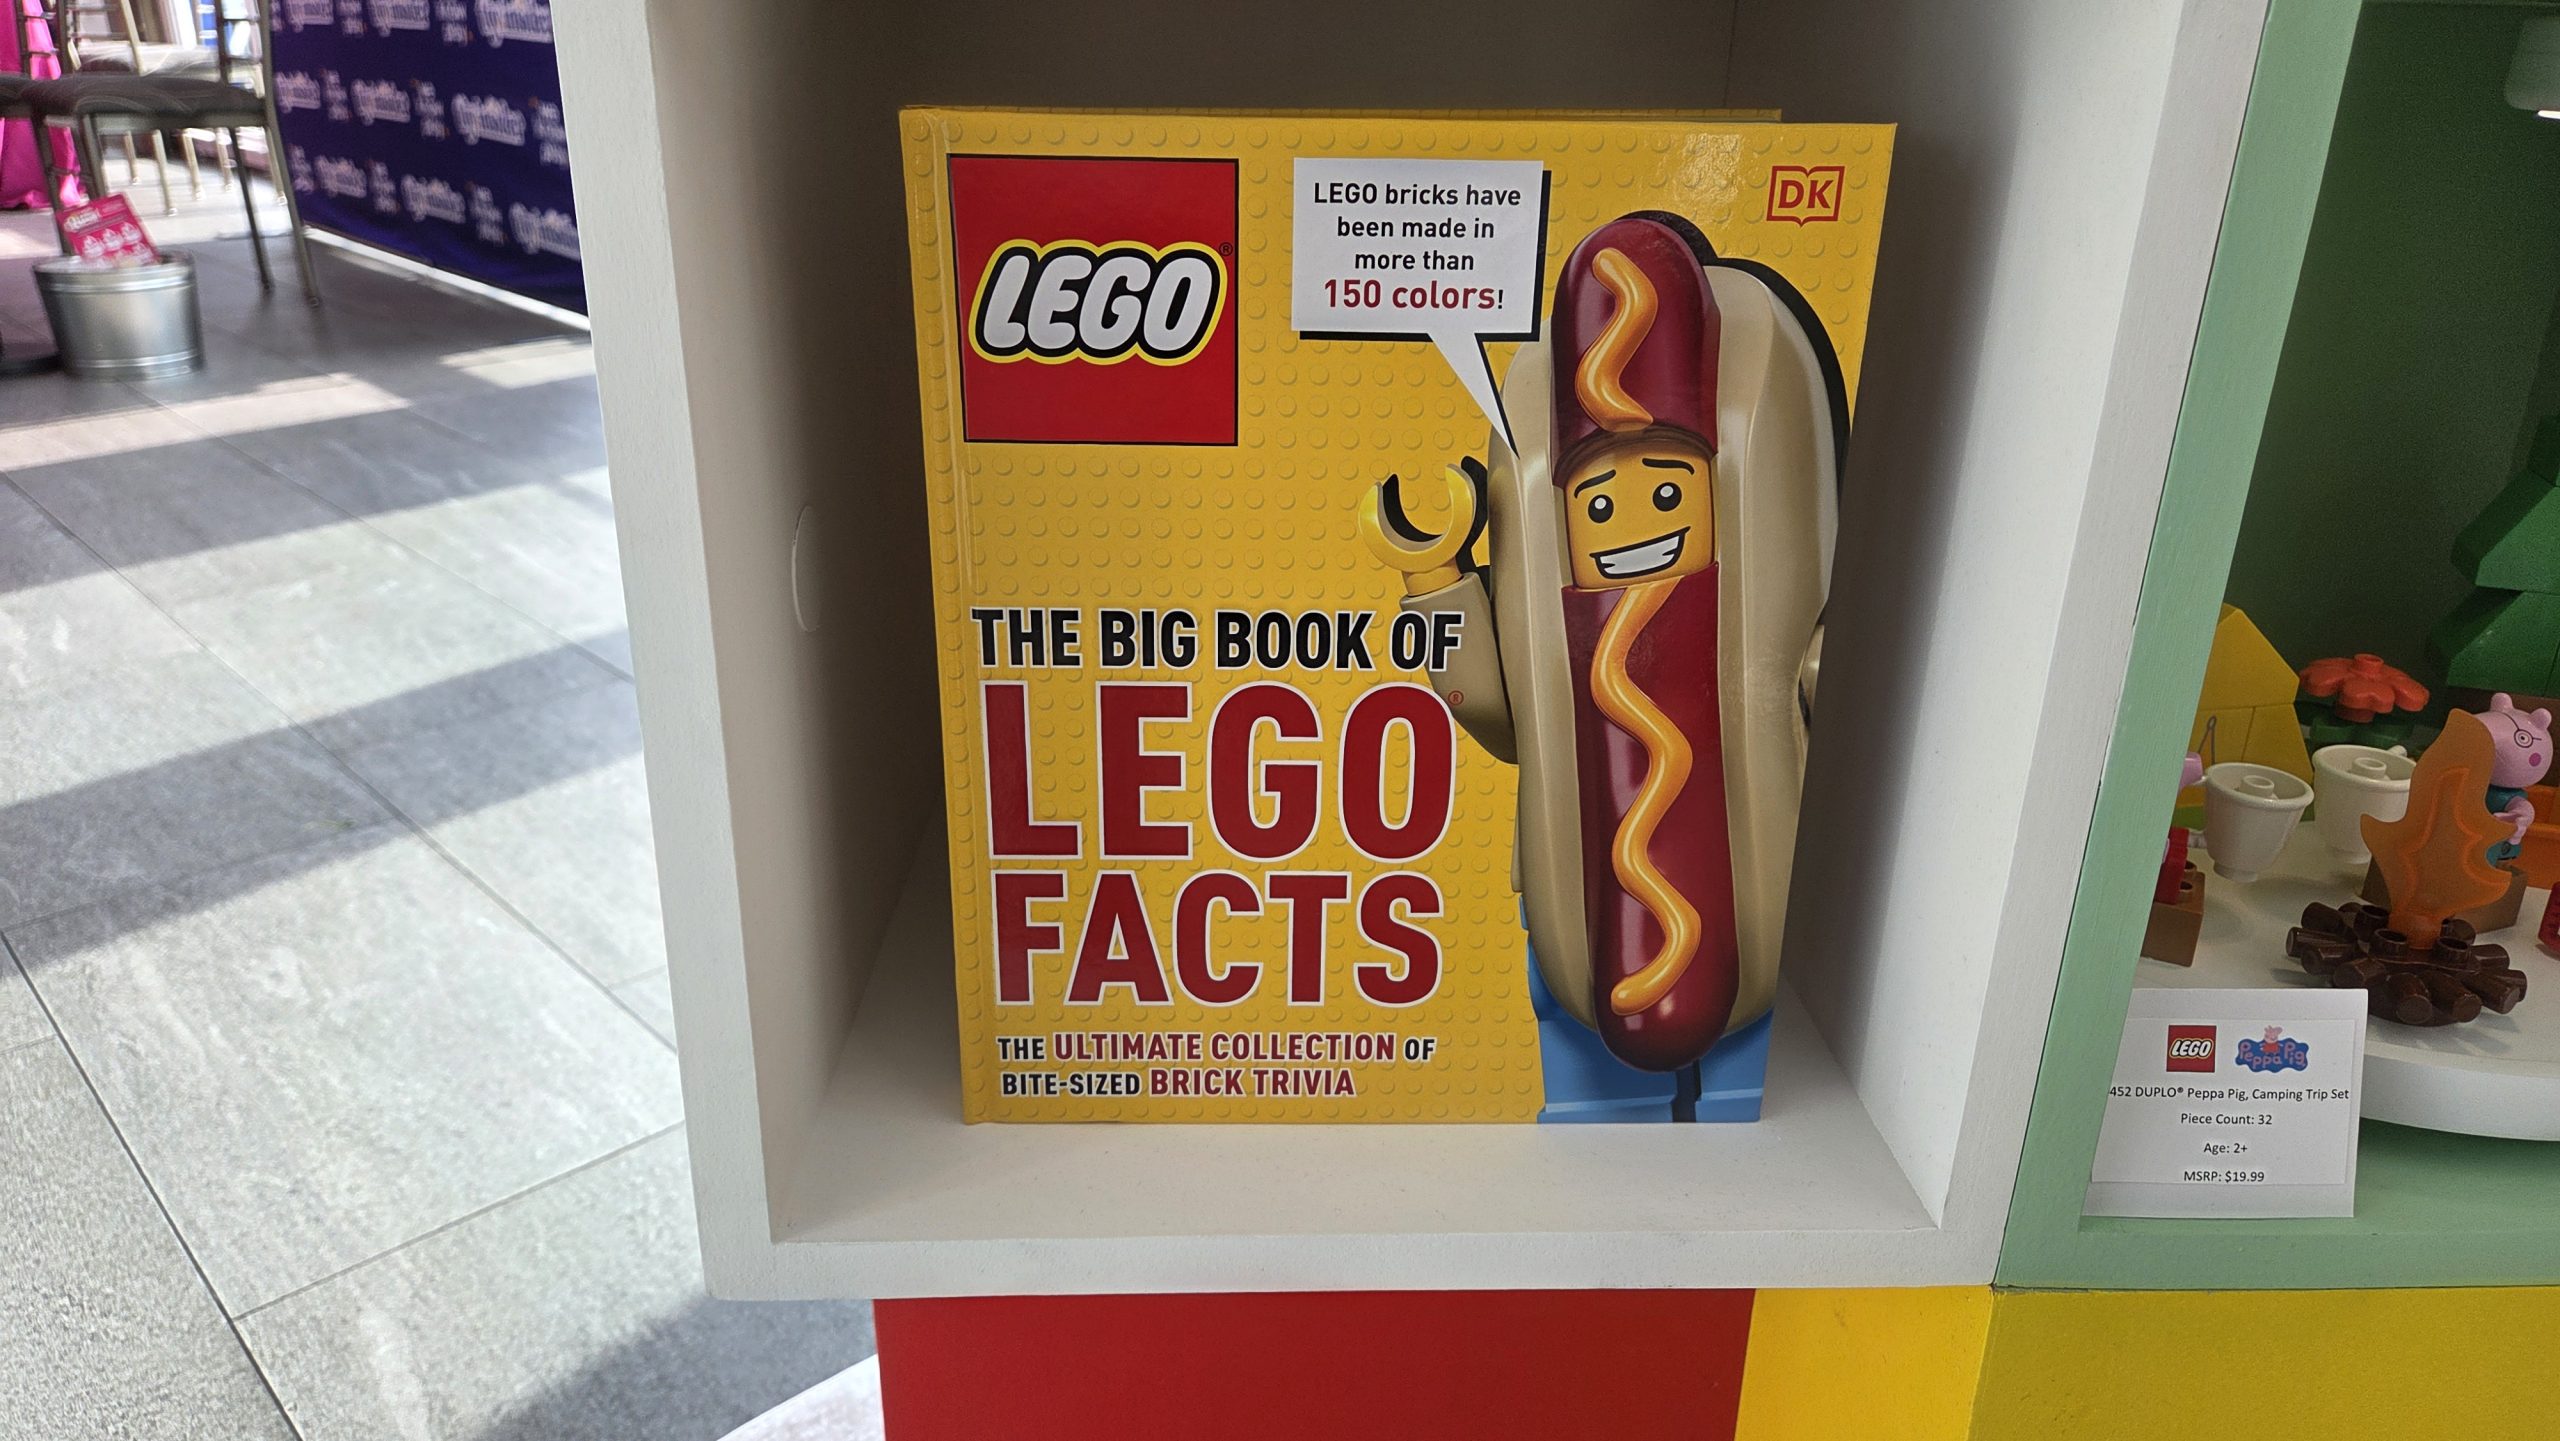 LEGO
LEGO bricks have
been made in
more than
150 colors!
DK
THE BIG BOOK OF
LEGO®
FACTS
THE ULTIMATE COLLECTION OF
BITE-SIZED BRICK TRIVIA
LEGO Peppa Pig
452 DUPLO® Peppa Pig, Camping Trip Set
Piece Count: 32
Age: 2+
MSRP: $19.99